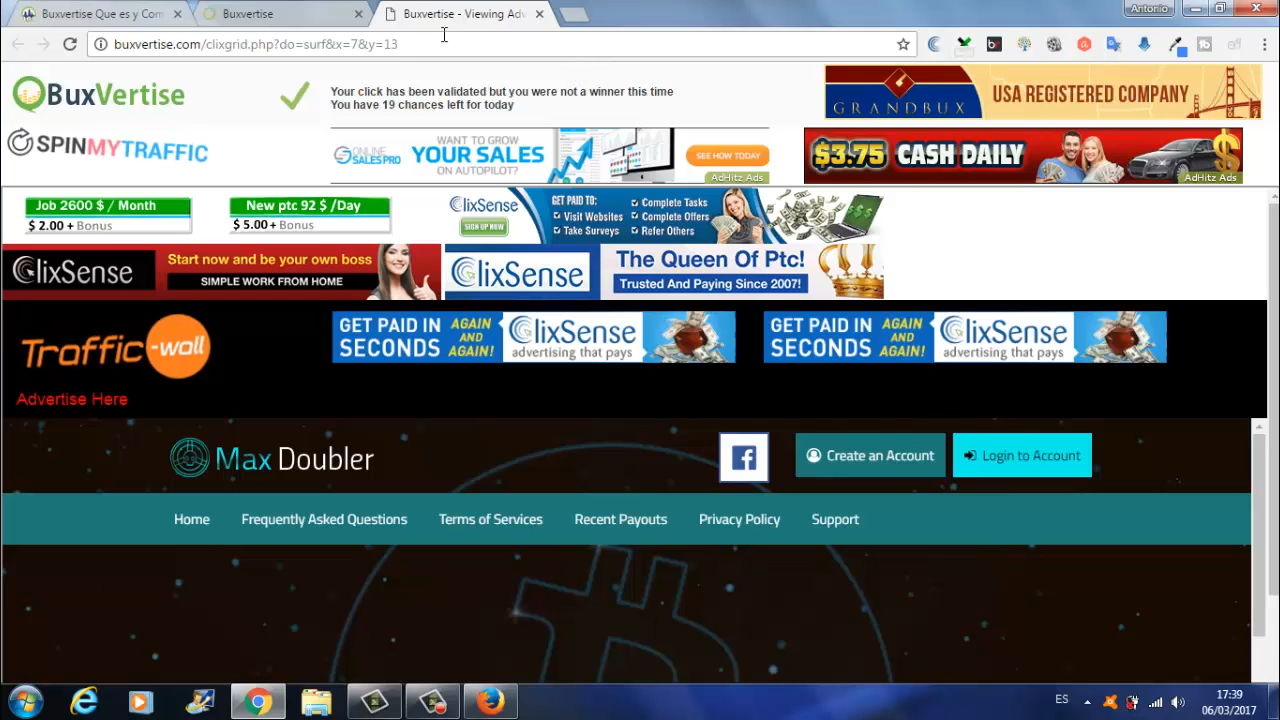 Buxvertise Que es y Com
Buxvertise
Buxvertise - Viewing Adv
Antonio
buxvertise.com/clixgrid.php?do=surf&x=7&y=13
BuxVertise
Your click has been validated but you were not a winner this time
You have 19 chances left for today
GRANDBUX
USA REGISTERED COMPANY
SPINMYTRAFFIC
ONLINE SALESPRO
WANT TO GROW
YOUR SALES
ON AUTOPILOT?
SEE HOW TODAY
AdHitz Ads
$3.75 CASH DAILY
AdHitz Ads
Job 2600 $ / Month
$ 2.00 + Bonus
New ptc 92 $ /Day
$ 5.00 + Bonus
ClixSense
SIGN UP NOW
GET PAID TO:
Visit Websites
Take Surveys
Complete Tasks
Complete Offers
Refer Others
ClixSense
Start now and be your own boss
SIMPLE WORK FROM HOME
ClixSense
The Queen Of Ptc!
Trusted And Paying Since 2007!
Traffic-wall
GET PAID IN SECONDS
AGAIN AND AGAIN!
ClixSense
advertising that pays
GET PAID IN SECONDS
AGAIN AND AGAIN!
ClixSense
advertising that pays
Advertise Here
Max Doubler
Create an Account
Login to Account
Home
Frequently Asked Questions
Terms of Services
Recent Payouts
Privacy Policy
Support
ES
17:39
06/03/2017